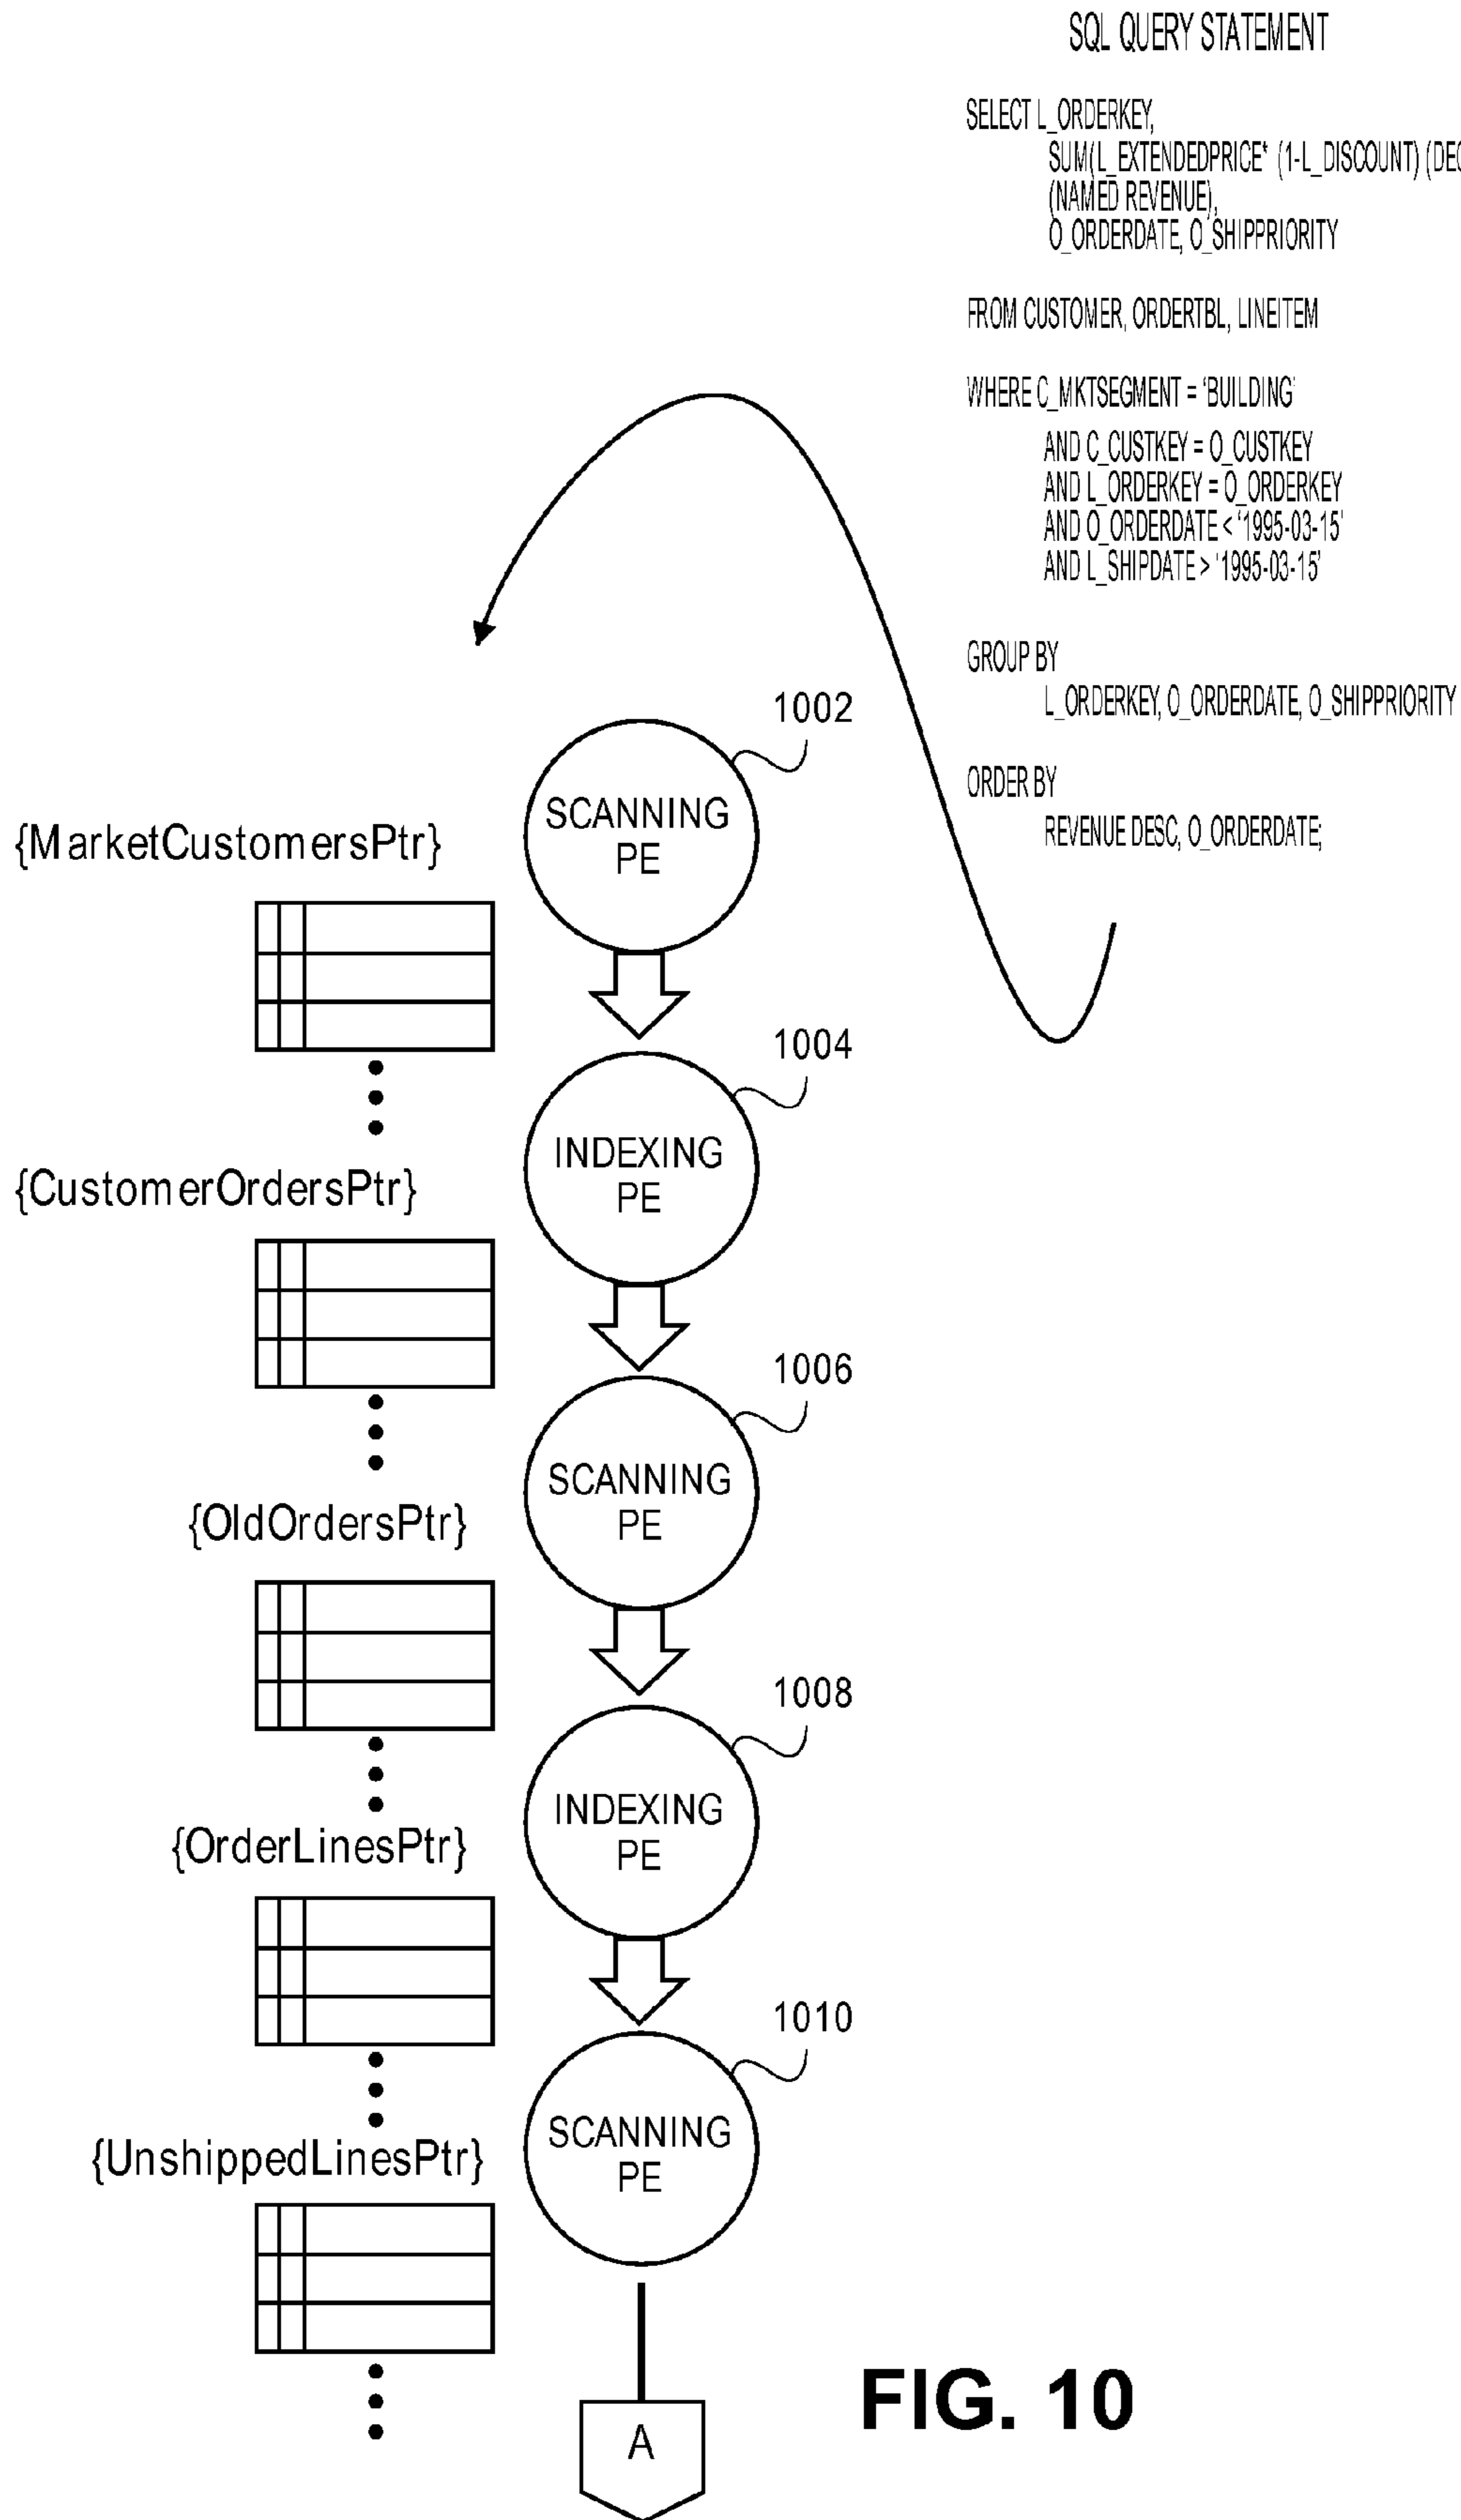 SQL QUERY STATEMENT
SELECT L_ORDERKEY,
SUM(L_EXTENDEDPRICE* (1-L_DISCOUNT) (DEC
(NAMED REVENUE),
O_ORDERDATE, O_SHIPPRIORITY
FROM CUSTOMER, ORDERTBL, LINEITEM
WHERE C_MKTSEGMENT = 'BUILDING'
AND C_CUSTKEY = O_CUSTKEY
AND L_ORDERKEY = O_ORDERKEY
AND O_ORDERDATE < '1995-03-15'
AND L_SHIPDATE > '1995-03-15'
GROUP BY
L_ORDERKEY, O_ORDERDATE, O_SHIPPRIORITY
ORDER BY
REVENUE DESC, O_ORDERDATE;
1002
SCANNING
PE
{MarketCustomersPtr}
1004
INDEXING
PE
{CustomerOrdersPtr}
1006
SCANNING
PE
{OldOrdersPtr}
1008
INDEXING
PE
{OrderLinesPtr}
1010
SCANNING
PE
{UnshippedLinesPtr}
A
FIG. 10